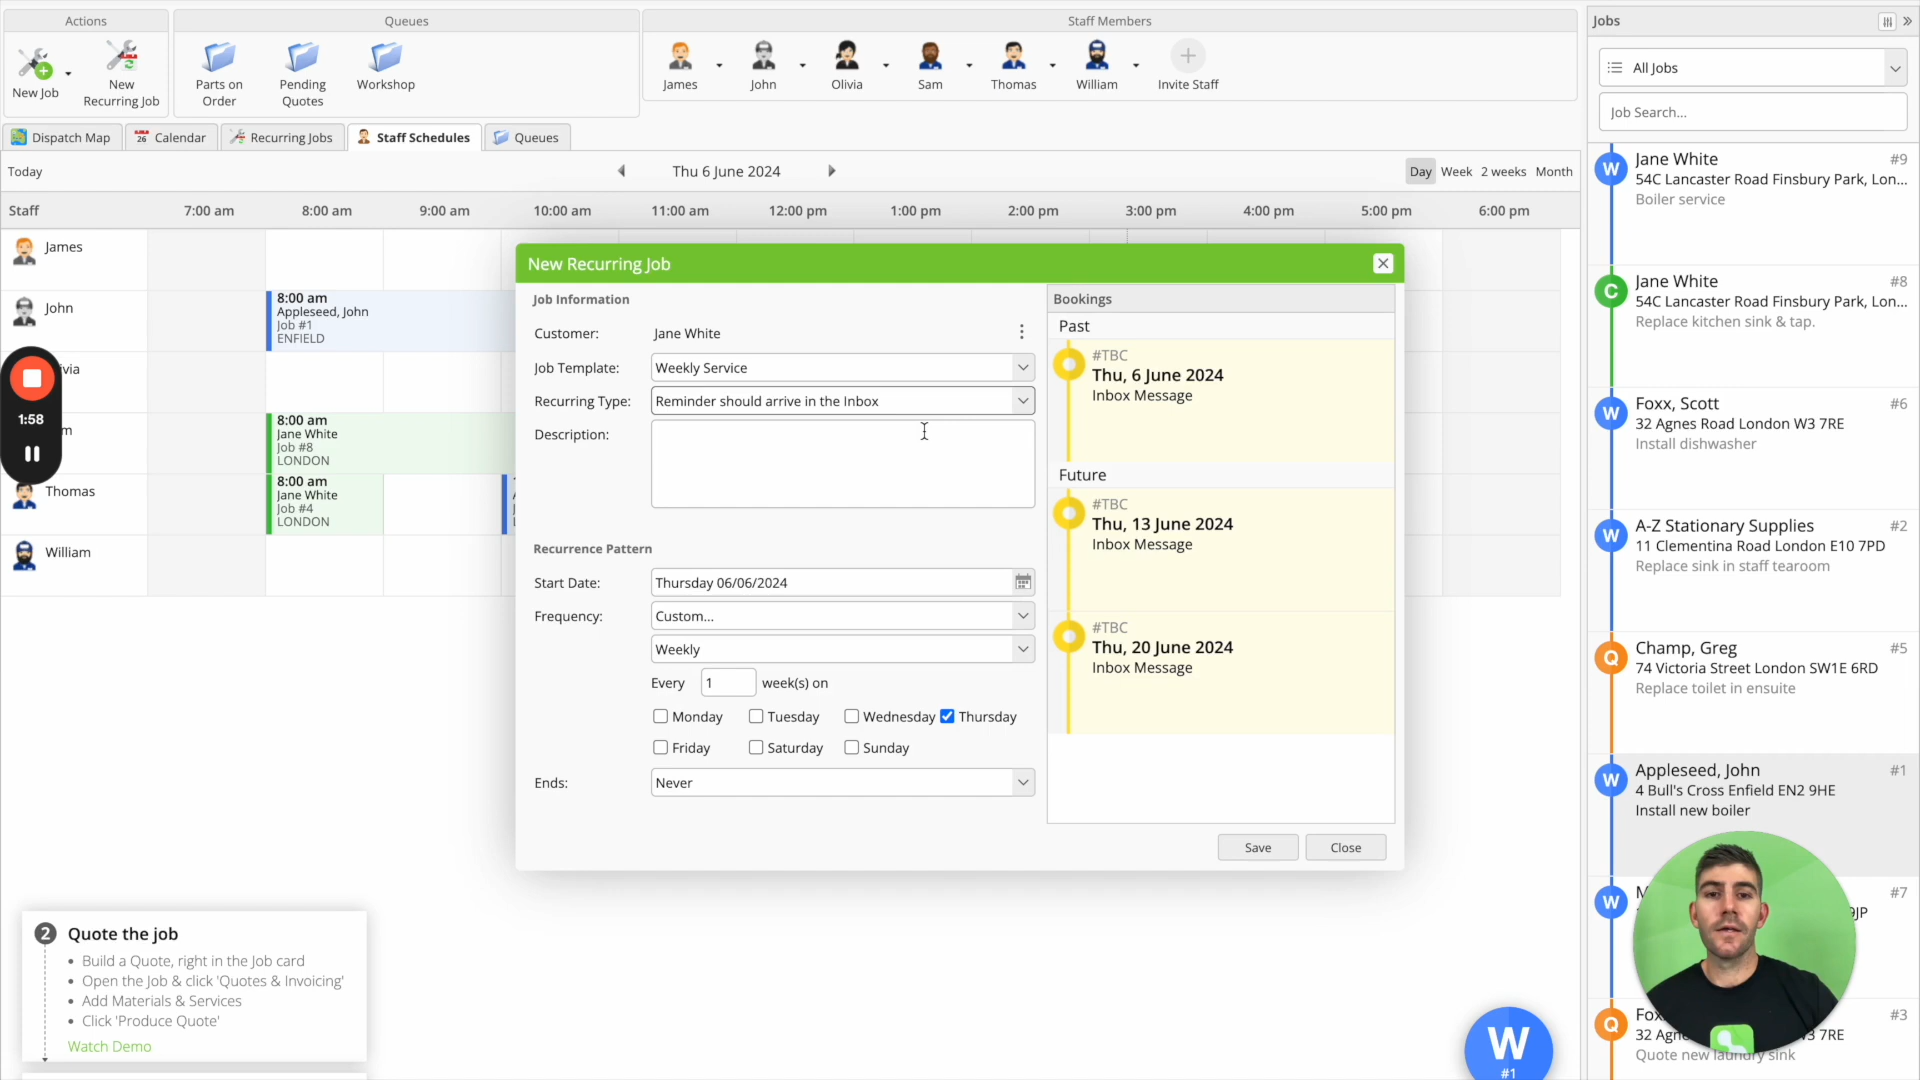 Actions
Queues
Staff Members
New Job
New
Recurring Job
Parts on
Order
Pending
Quotes
Workshop
James
John
Olivia
Sam
Thomas
William
Invite Staff
Dispatch Map
26
Calendar
Recurring Jobs
Staff Schedules
Queues
Today
Thu 6 June 2024
Day
Week
2 weeks
Month
Staff
7:00 am
8:00 am
9:00 am
10:00 am
11:00 am
12:00 pm
1:00 pm
2:00 pm
3:00 pm
4:00 pm
5:00 pm
6:00 pm
James
John
8:00 am
Appleseed, John
Job #1
ENFIELD
via
1:58
m
8:00 am
Jane White
Job #8
LONDON
Thomas
8:00 am
Jane White
Job #4
LONDON
William
New Recurring Job
Job Information
Customer:
Jane White
Job Template:
Weekly Service
Recurring Type:
Reminder should arrive in the Inbox
Description:
Recurrence Pattern
Start Date:
Thursday 06/06/2024
Frequency:
Custom...
Weekly
Every
1
week(s) on
Monday
Tuesday
Wednesday
Thursday
Friday
Saturday
Sunday
Ends:
Never
Bookings
Past
#TBC
Thu, 6 June 2024
Inbox Message
Future
#TBC
Thu, 13 June 2024
Inbox Message
#TBC
Thu, 20 June 2024
Inbox Message
Save
Close
2
Quote the job
• Build a Quote, right in the Job card
• Open the Job & click 'Quotes & Invoicing'
• Add Materials & Services
• Click 'Produce Quote'
Watch Demo
W
#1
Jobs
All Jobs
Job Search...
W
Jane White
#9
54C Lancaster Road Finsbury Park, Lon...
Boiler service
C
Jane White
#8
54C Lancaster Road Finsbury Park, Lon...
Replace kitchen sink & tap.
W
Foxx, Scott
#6
32 Agnes Road London W3 7RE
Install dishwasher
W
A-Z Stationary Supplies
#2
11 Clementina Road London E10 7PD
Replace sink in staff tearoom
Q
Champ, Greg
#5
74 Victoria Street London SW1E 6RD
Replace toilet in ensuite
W
Appleseed, John
#1
4 Bull's Cross Enfield EN2 9HE
Install new boiler
W
#7
9JP
Q
Fox
#3
32 Agn
W3 7RE
Quote new laundry sink